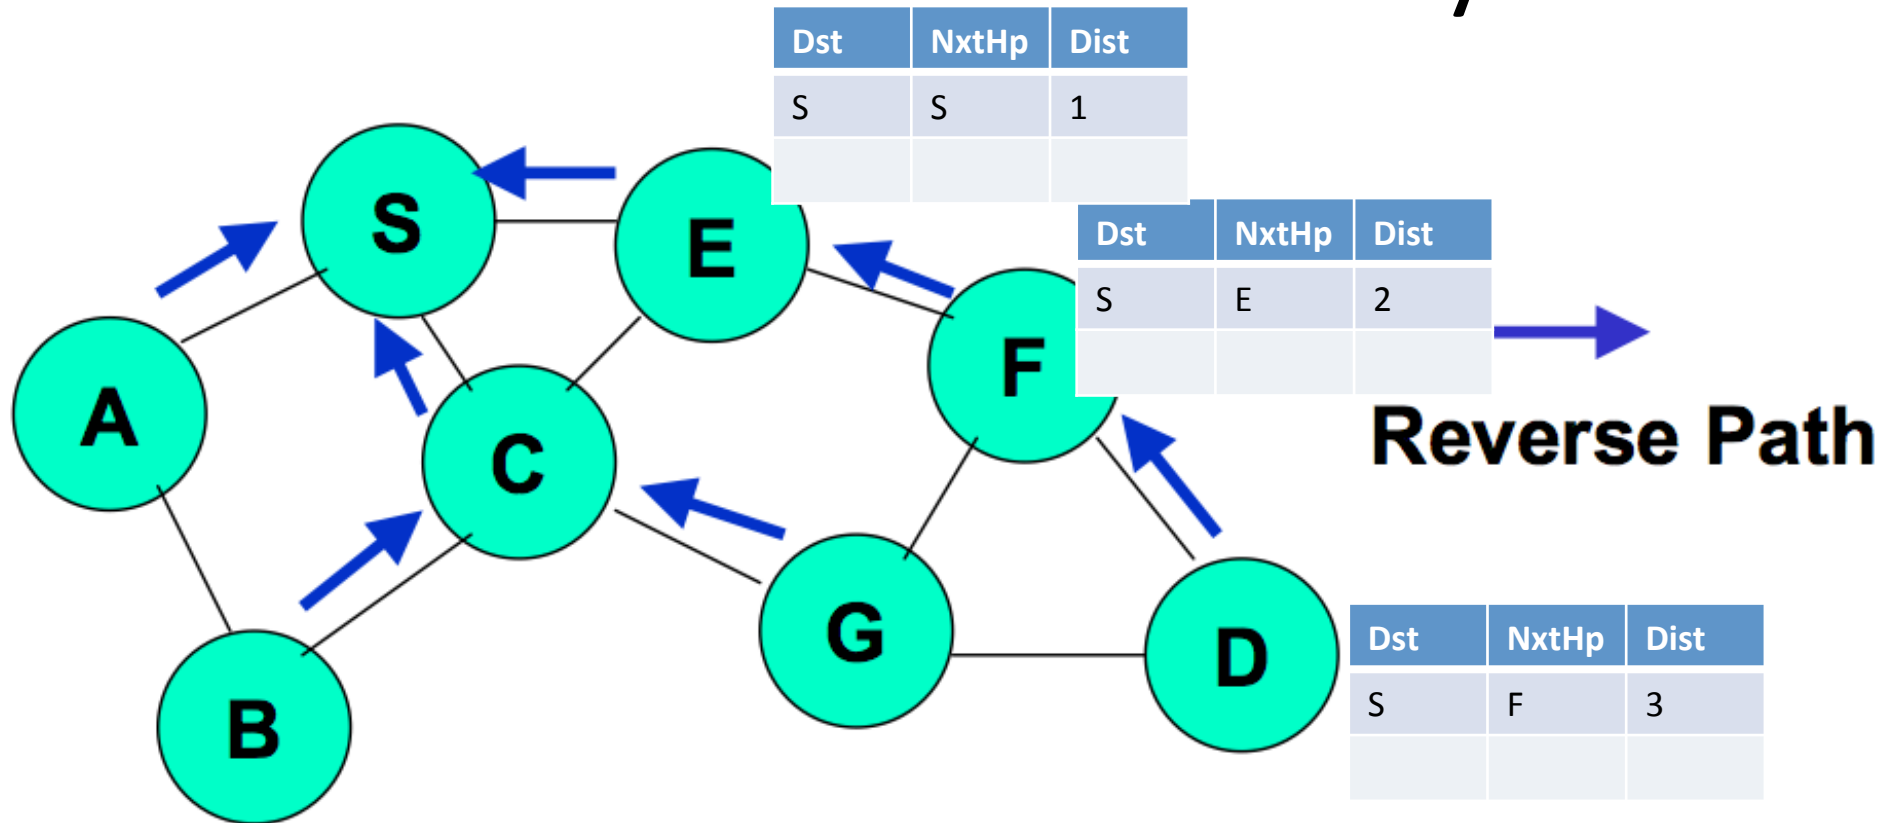 Dst NxtHp Dist
S S 1
S
E
Dst NxtHp Dist
S E 2
F
A
C
Reverse Path
G
D
B
Dst NxtHp Dist
S F 3